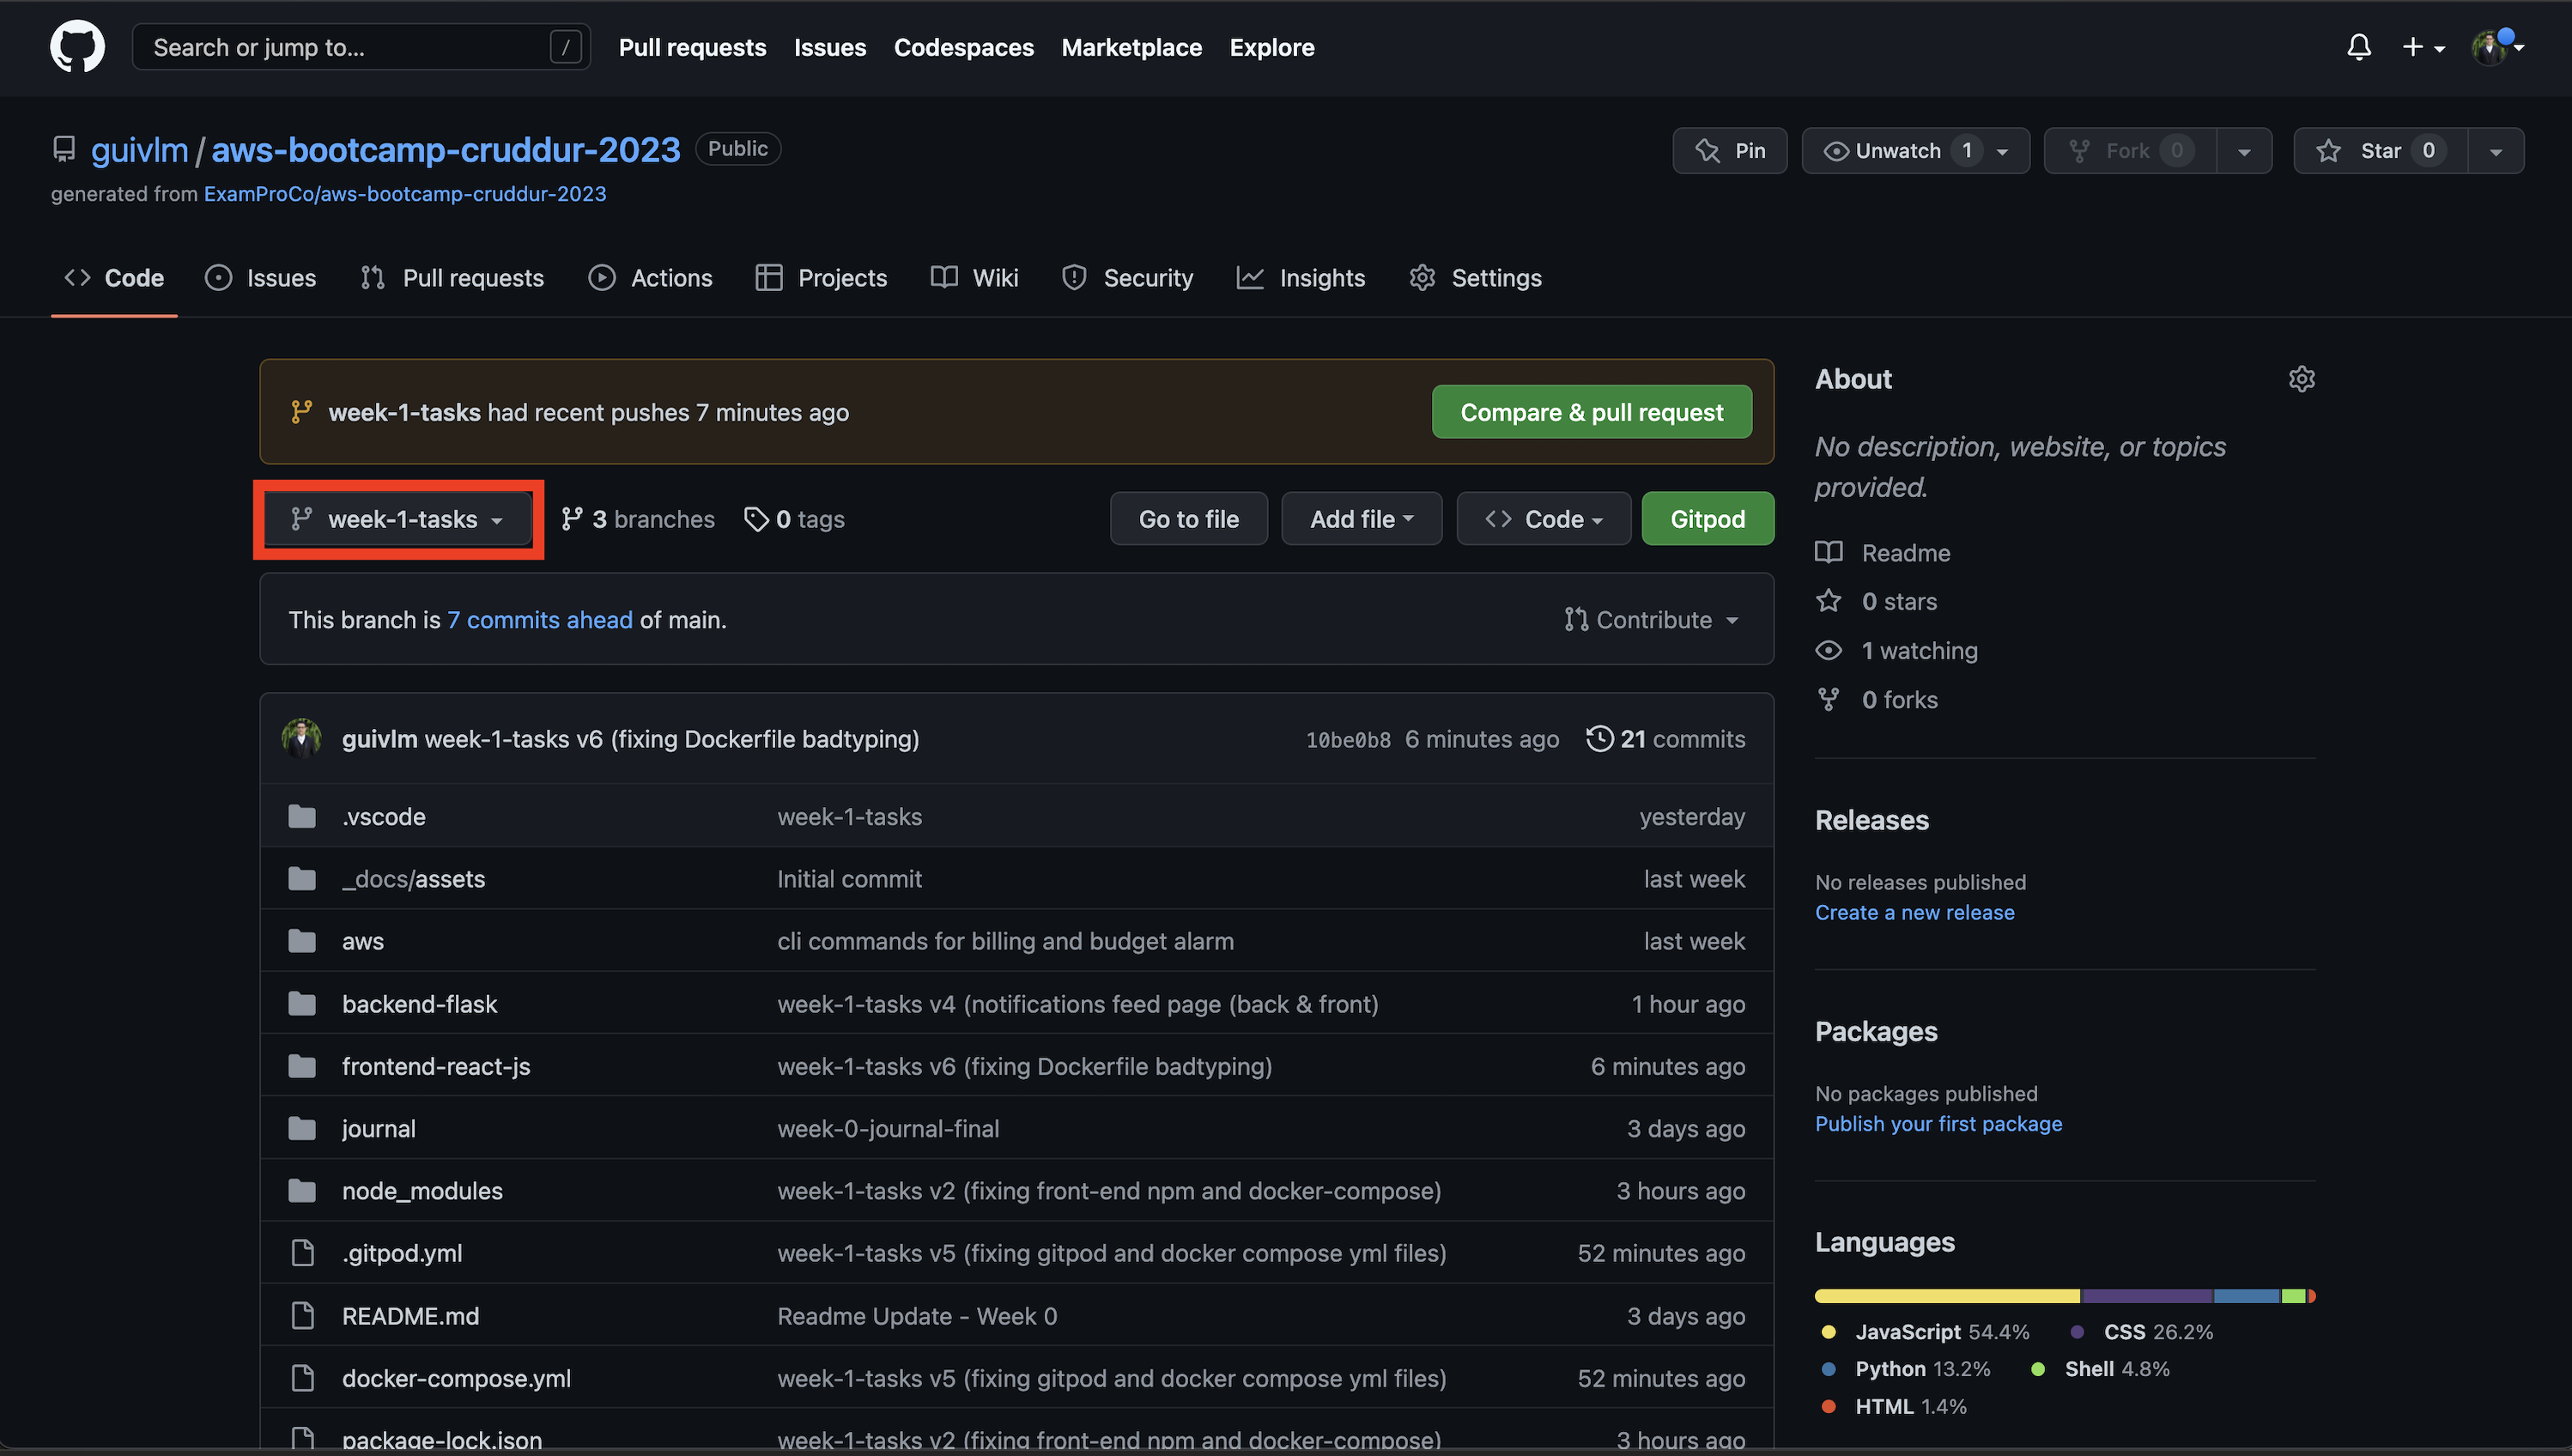 Search or jump to... /
Pull requests Issues Codespaces Marketplace Explore
guivlm / aws-bootcamp-cruddur-2023 Public
Pin Unwatch 1 Fork 0 Star 0
generated from ExamProCo/aws-bootcamp-cruddur-2023
Code Issues Pull requests Actions Projects Wiki Security Insights Settings
week-1-tasks had recent pushes 7 minutes ago Compare & pull request
week-1-tasks 3 branches 0 tags Go to file Add file Code Gitpod
This branch is 7 commits ahead of main. Contribute
guivlm week-1-tasks v6 (fixing Dockerfile badtyping) 10be0b8 6 minutes ago 21 commits
.vscode week-1-tasks yesterday
_docs/assets Initial commit last week
aws cli commands for billing and budget alarm last week
backend-flask week-1-tasks v4 (notifications feed page (back & front) 1 hour ago
frontend-react-js week-1-tasks v6 (fixing Dockerfile badtyping) 6 minutes ago
journal week-0-journal-final 3 days ago
node_modules week-1-tasks v2 (fixing front-end npm and docker-compose) 3 hours ago
.gitpod.yml week-1-tasks v5 (fixing gitpod and docker compose yml files) 52 minutes ago
README.md Readme Update - Week 0 3 days ago
docker-compose.yml week-1-tasks v5 (fixing gitpod and docker compose yml files) 52 minutes ago
package-lock.json week-1-tasks v2 (fixing front-end npm and docker-compose) 3 hours ago
About
No description, website, or topics
provided.
Readme
0 stars
1 watching
0 forks
Releases
No releases published
Create a new release
Packages
No packages published
Publish your first package
Languages
JavaScript 54.4% CSS 26.2%
Python 13.2% Shell 4.8%
HTML 1.4%